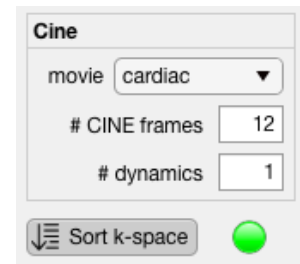 Cine
movie cardiac
# CINE frames 12
# dynamics 1
Sort k-space